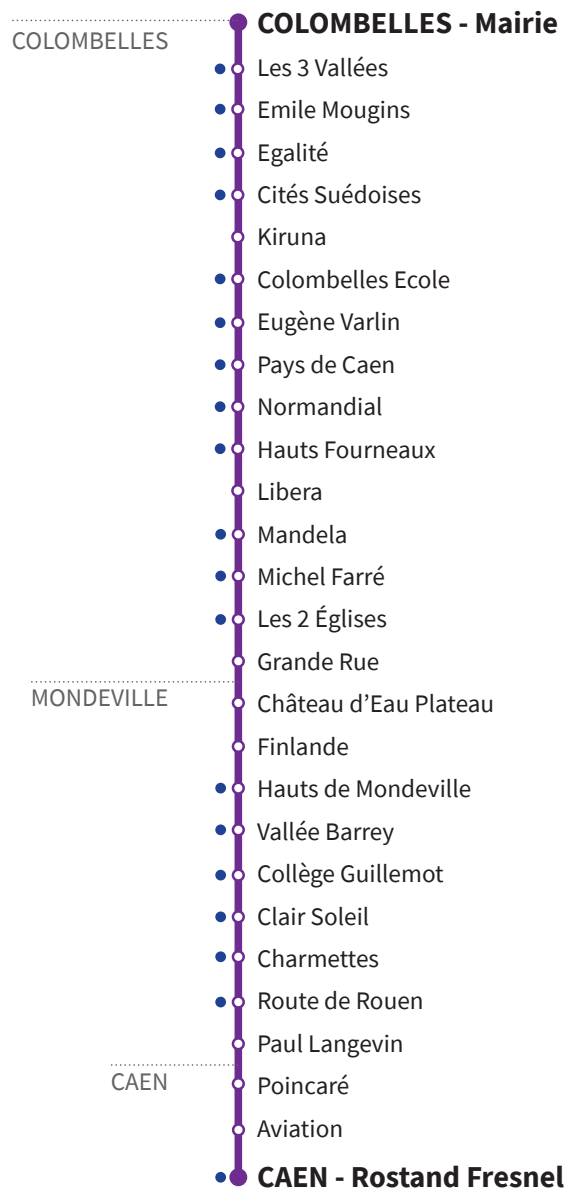 COLOMBELLES - Mairie
COLOMBELLES
Les 3 Vallées
Emile Mougins
Egalité
Cités Suédoises
Kiruna
Colombelles Ecole
Eugène Varlin
Pays de Caen
Normandial
Hauts Fourneaux
Libera
Mandela
Michel Farré
Les 2 Églises
Grande Rue
MONDEVILLE
Château d’Eau Plateau
Finlande
Hauts de Mondeville
Vallée Barrey
Collège Guillemot
Clair Soleil
Charmettes
Route de Rouen
Paul Langevin
CAEN
Poincaré
Aviation
CAEN - Rostand Fresnel